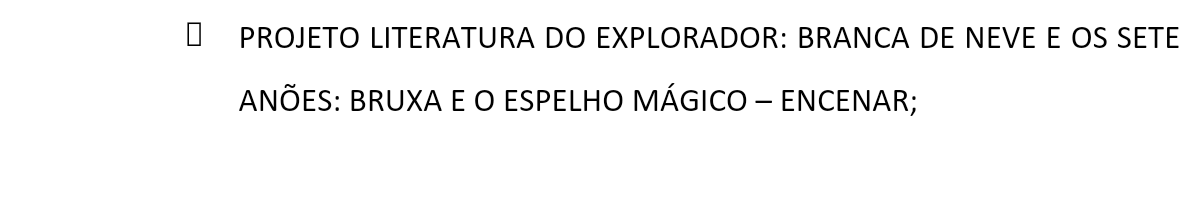 PROJETO LITERATURA DO EXPLORADOR: BRANCA DE NEVE E OS SETE
ANÕES: BRUXA E O ESPELHO MÁGICO – ENCENAR;